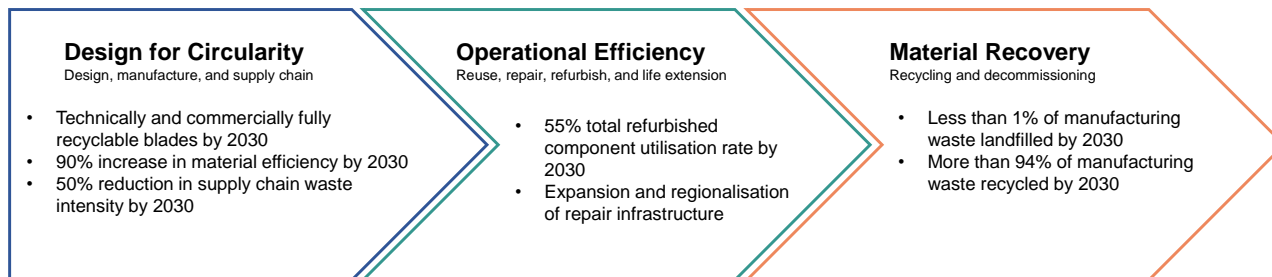 Design for Circularity
Design, manufacture, and supply chain
• Technically and commercially fully
recyclable blades by 2030
• 90% increase in material efficiency by 2030
• 50% reduction in supply chain waste
intensity by 2030
Operational Efficiency
Reuse, repair, refurbish, and life extension
• 55% total refurbished
component utilisation rate by
2030
• Expansion and regionalisation
of repair infrastructure
Material Recovery
Recycling and decommissioning
• Less than 1% of manufacturing
waste landfilled by 2030
• More than 94% of manufacturing
waste recycled by 2030